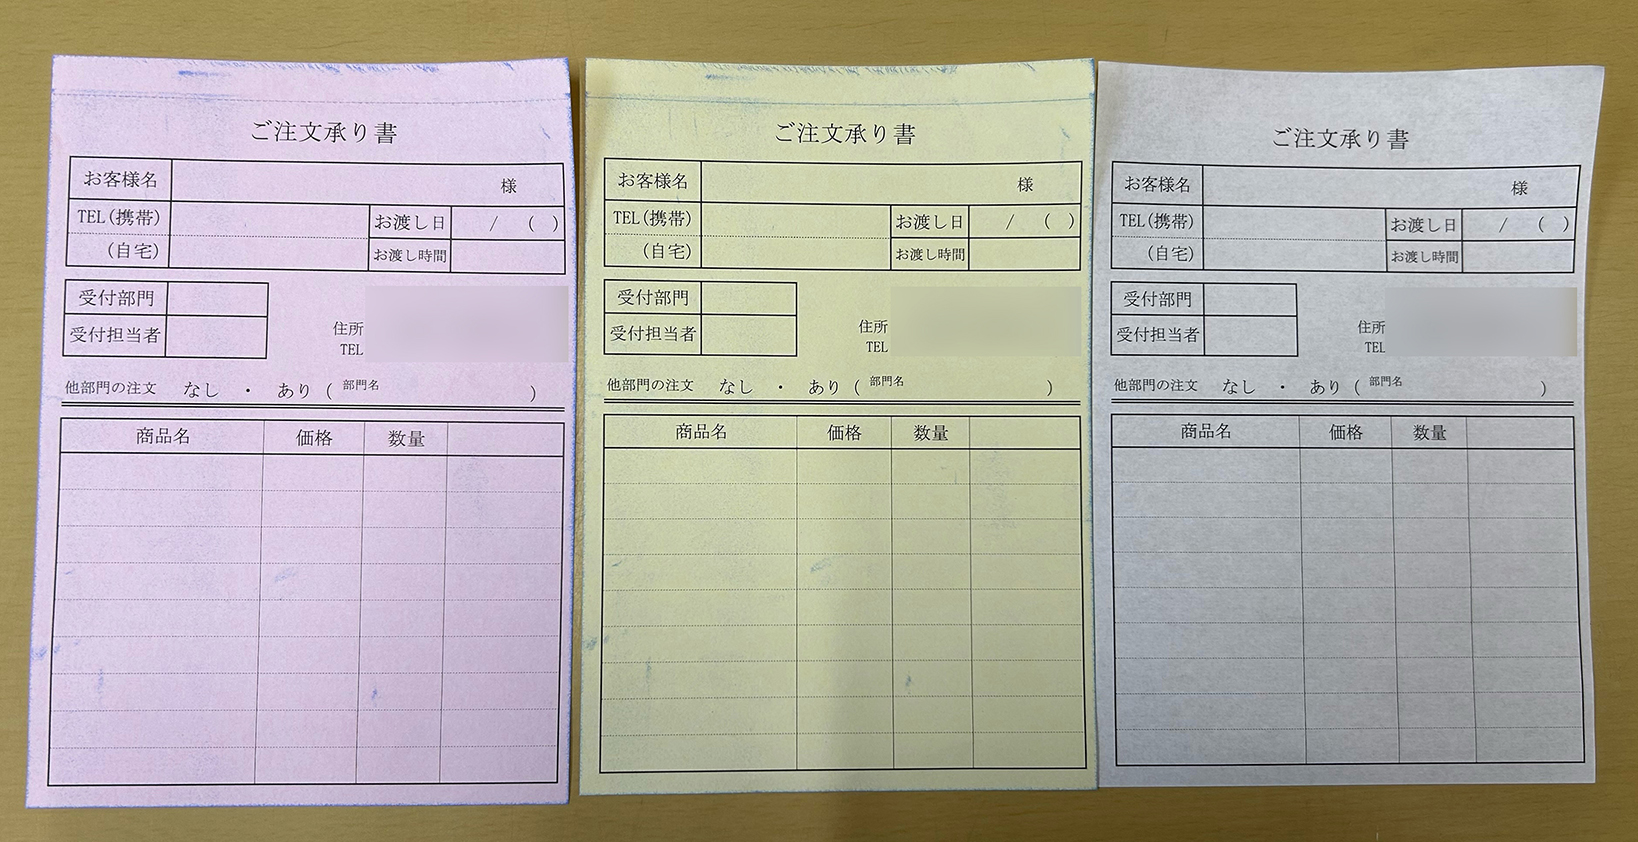 ご注文承り書
お客様名 様
TEL(携帯) お渡し日 / ( )
(自宅) お渡し時間
受付部門
受付担当者
住所
TEL
他部門の注文 なし ・ あり ( 部門名 )
商品名 価格 数量
ご注文承り書
お客様名 様
TEL(携帯) お渡し日 / ( )
(自宅) お渡し時間
受付部門
受付担当者
住所
TEL
他部門の注文 なし ・ あり ( 部門名 )
商品名 価格 数量
ご注文承り書
お客様名 様
TEL(携帯) お渡し日 / ( )
(自宅) お渡し時間
受付部門
受付担当者
住所
TEL
他部門の注文 なし ・ あり ( 部門名 )
商品名 価格 数量